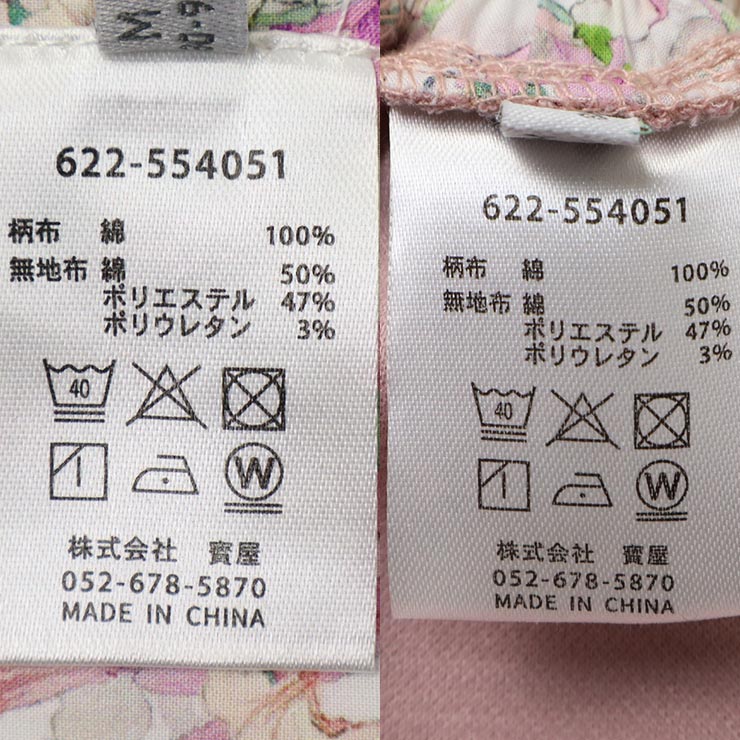 M
622-554051
柄布 綿 100%
無地布 綿 50%
ポリエステル 47%
ポリウレタン 3%
40
W
株式会社 寳屋
052-678-5870
MADE IN CHINA
622-554051
柄布 綿 100%
無地布 綿 50%
ポリエステル 47%
ポリウレタン 3%
40
W
株式会社 寳屋
052-678-5870
MADE IN CHINA